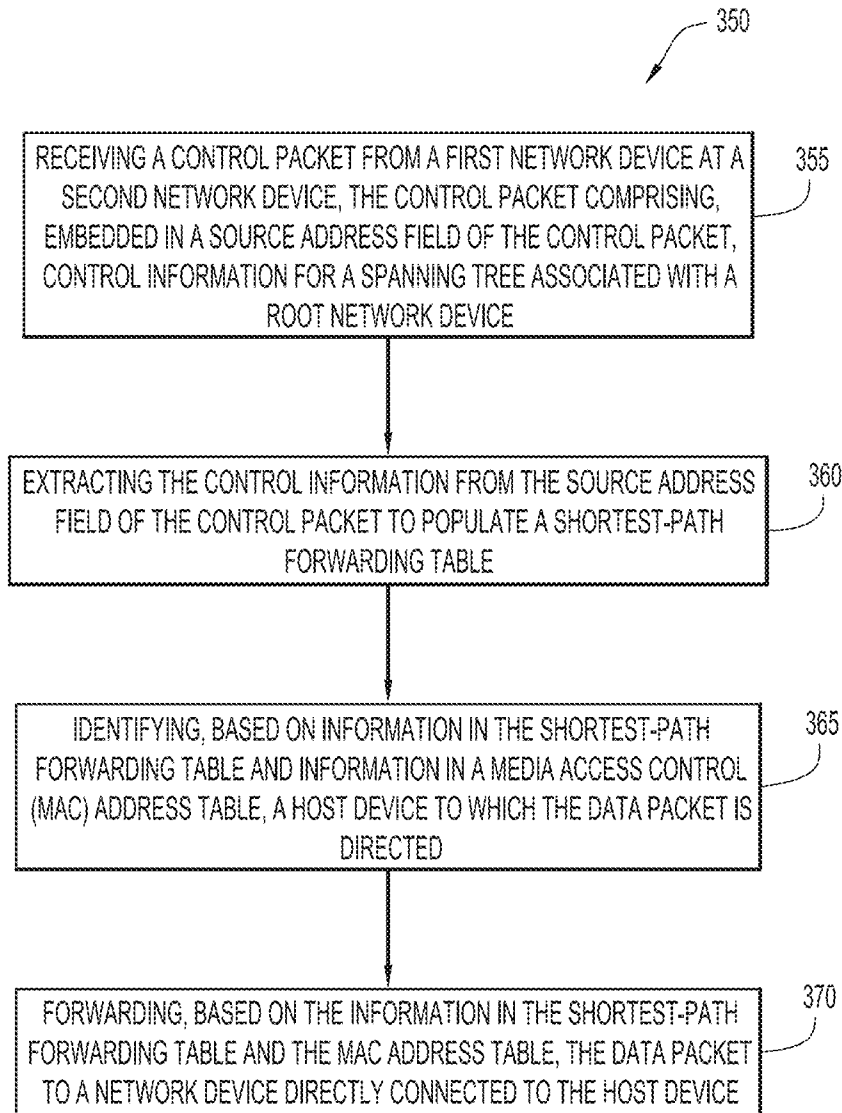 350
RECEIVING A CONTROL PACKET FROM A FIRST NETWORK DEVICE AT A
SECOND NETWORK DEVICE, THE CONTROL PACKET COMPRISING,
EMBEDDED IN A SOURCE ADDRESS FIELD OF THE CONTROL PACKET,
CONTROL INFORMATION FOR A SPANNING TREE ASSOCIATED WITH A
ROOT NETWORK DEVICE
355
EXTRACTING THE CONTROL INFORMATION FROM THE SOURCE ADDRESS
FIELD OF THE CONTROL PACKET TO POPULATE A SHORTEST-PATH
FORWARDING TABLE
360
IDENTIFYING, BASED ON INFORMATION IN THE SHORTEST-PATH
FORWARDING TABLE AND INFORMATION IN A MEDIA ACCESS CONTROL
(MAC) ADDRESS TABLE, A HOST DEVICE TO WHICH THE DATA PACKET IS
DIRECTED
365
FORWARDING, BASED ON THE INFORMATION IN THE SHORTEST-PATH
FORWARDING TABLE AND THE MAC ADDRESS TABLE, THE DATA PACKET
TO A NETWORK DEVICE DIRECTLY CONNECTED TO THE HOST DEVICE
370